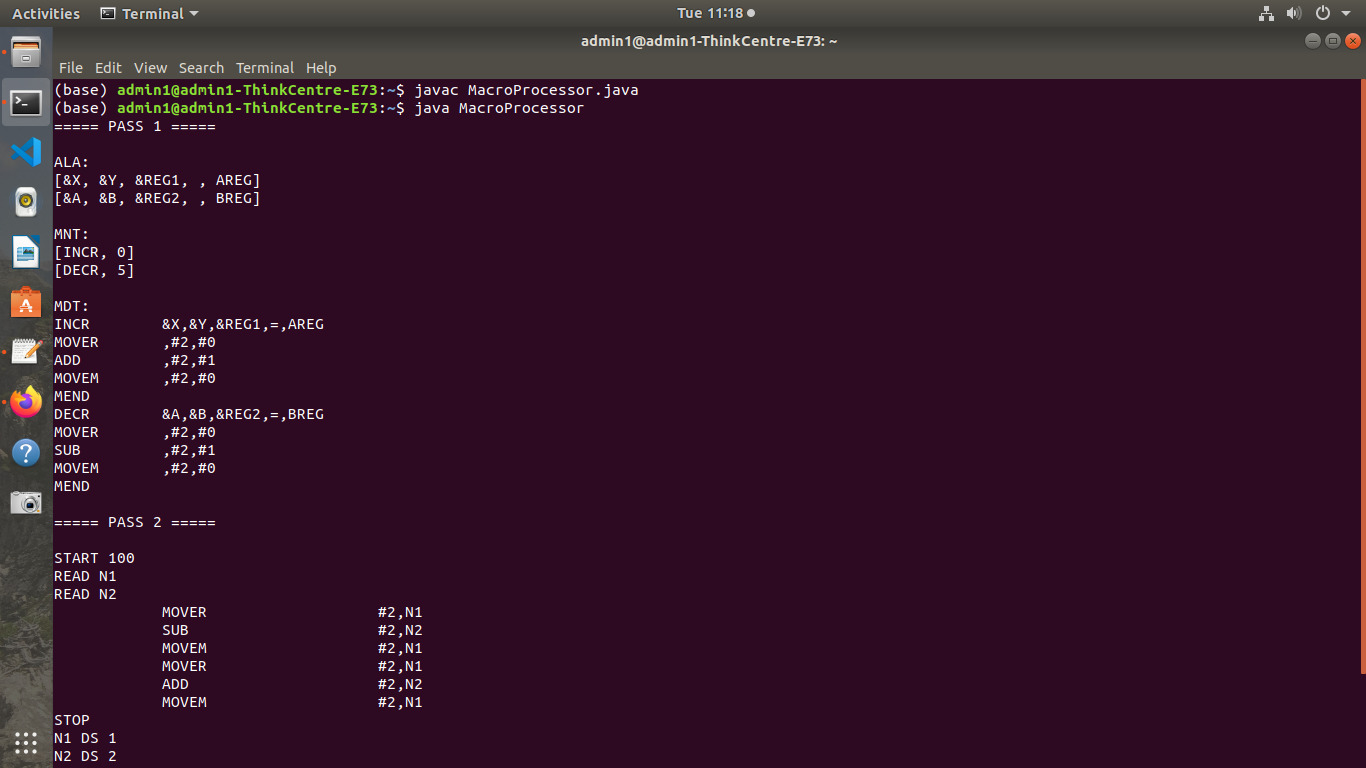 Activities Terminal Tue 11:18
admin1@admin1-ThinkCentre-E73: ~
File Edit View Search Terminal Help
(base) admin1@admin1-ThinkCentre-E73:~$ javac MacroProcessor.java
(base) admin1@admin1-ThinkCentre-E73:~$ java MacroProcessor
===== PASS 1 =====
ALA:
[&X, &Y, &REG1, , AREG]
[&A, &B, &REG2, , BREG]
MNT:
[INCR, 0]
[DECR, 5]
MDT:
INCR &X,&Y,&REG1,=,AREG
MOVER ,#2,#0
ADD ,#2,#1
MOVEM ,#2,#0
MEND
DECR &A,&B,&REG2,=,BREG
MOVER ,#2,#0
SUB ,#2,#1
MOVEM ,#2,#0
MEND
===== PASS 2 =====
START 100
READ N1
READ N2
MOVER #2,N1
SUB #2,N2
MOVEM #2,N1
MOVER #2,N1
ADD #2,N2
MOVEM #2,N1
STOP
N1 DS 1
N2 DS 2